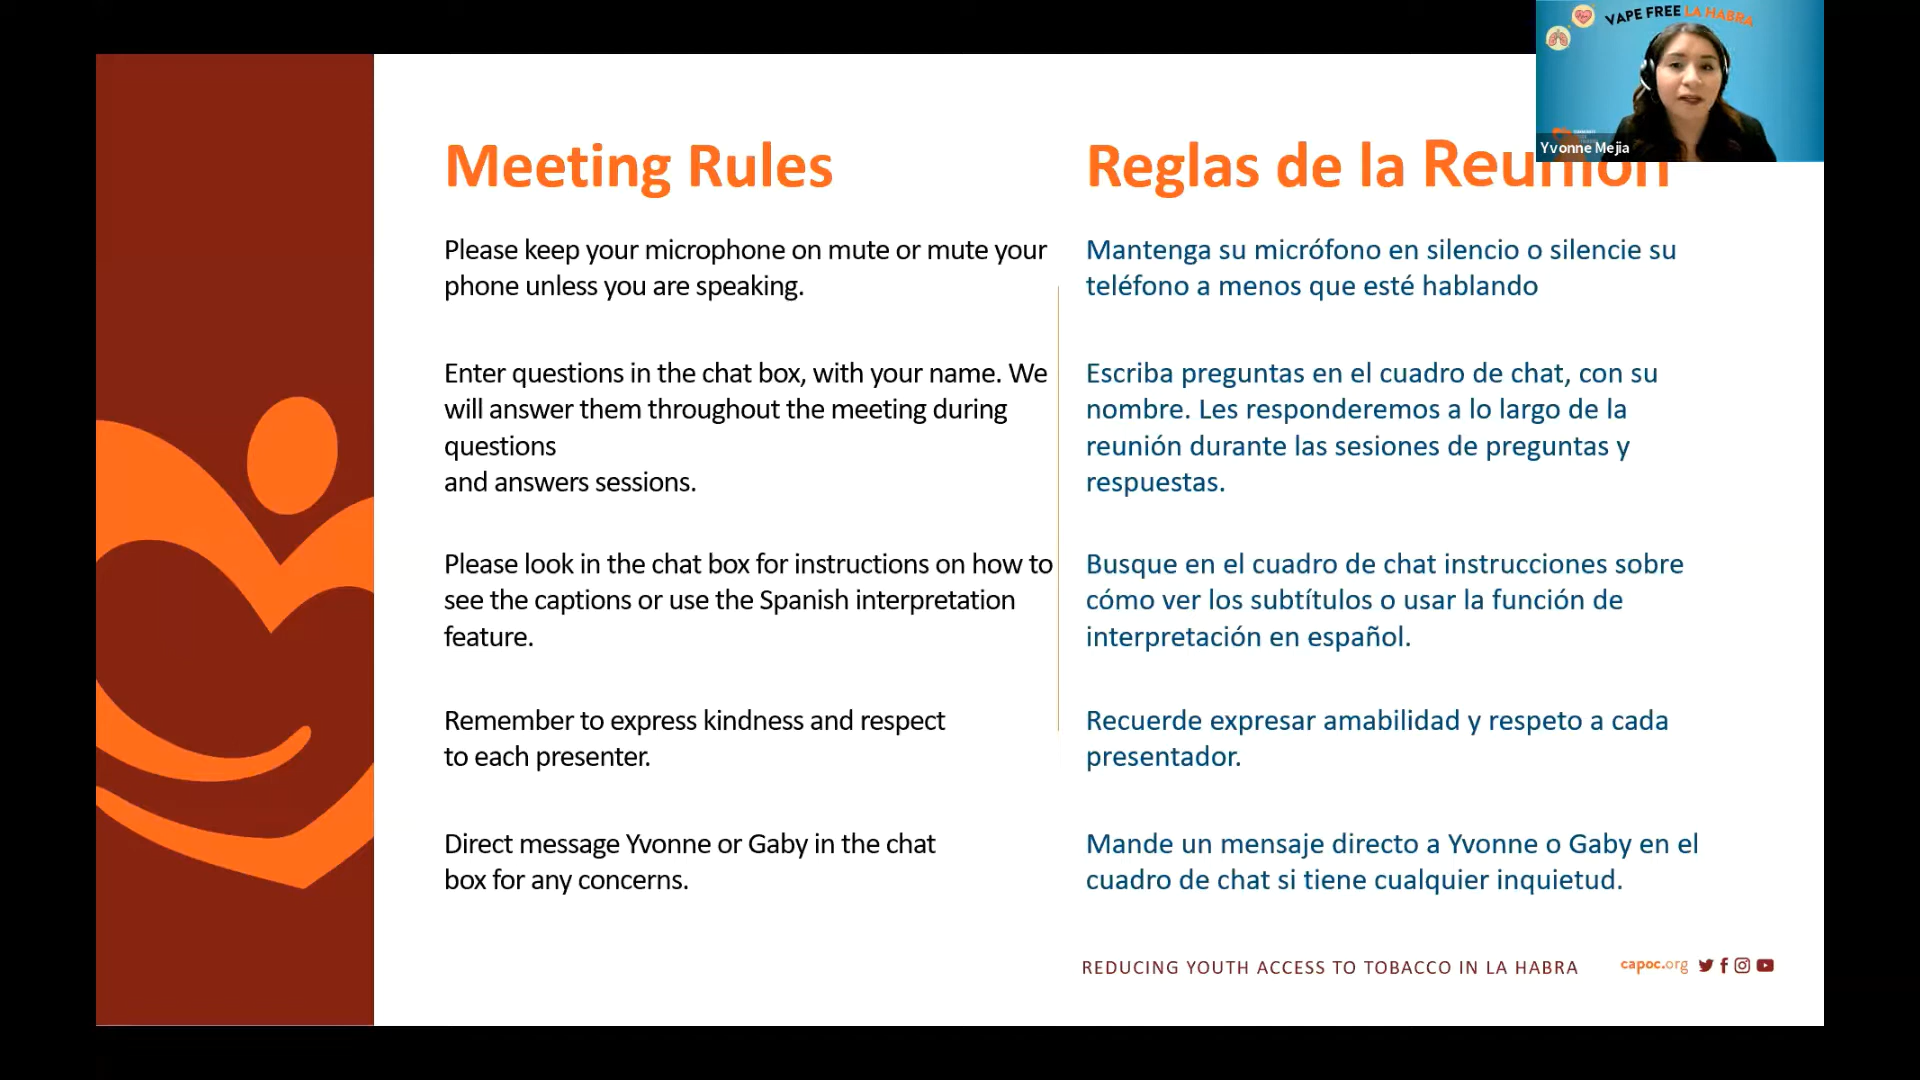 VAPE FREE LA HABRA
Yvonne Mejia
Meeting Rules
Please keep your microphone on mute or mute your
phone unless you are speaking.
Enter questions in the chat box, with your name. We
will answer them throughout the meeting during
questions
and answers sessions.
Please look in the chat box for instructions on how to
see the captions or use the Spanish interpretation
feature.
Remember to express kindness and respect
to each presenter.
Direct message Yvonne or Gaby in the chat
box for any concerns.
Reglas de la Reunión
Mantenga su micrófono en silencio o silencie su
teléfono a menos que esté hablando
Escriba preguntas en el cuadro de chat, con su
nombre. Les responderemos a lo largo de la
reunión durante las sesiones de preguntas y
respuestas.
Busque en el cuadro de chat instrucciones sobre
cómo ver los subtítulos o usar la función de
interpretación en español.
Recuerde expresar amabilidad y respeto a cada
presentador.
Mande un mensaje directo a Yvonne o Gaby en el
cuadro de chat si tiene cualquier inquietud.
REDUCING YOUTH ACCESS TO TOBACCO IN LA HABRA
capoc.org